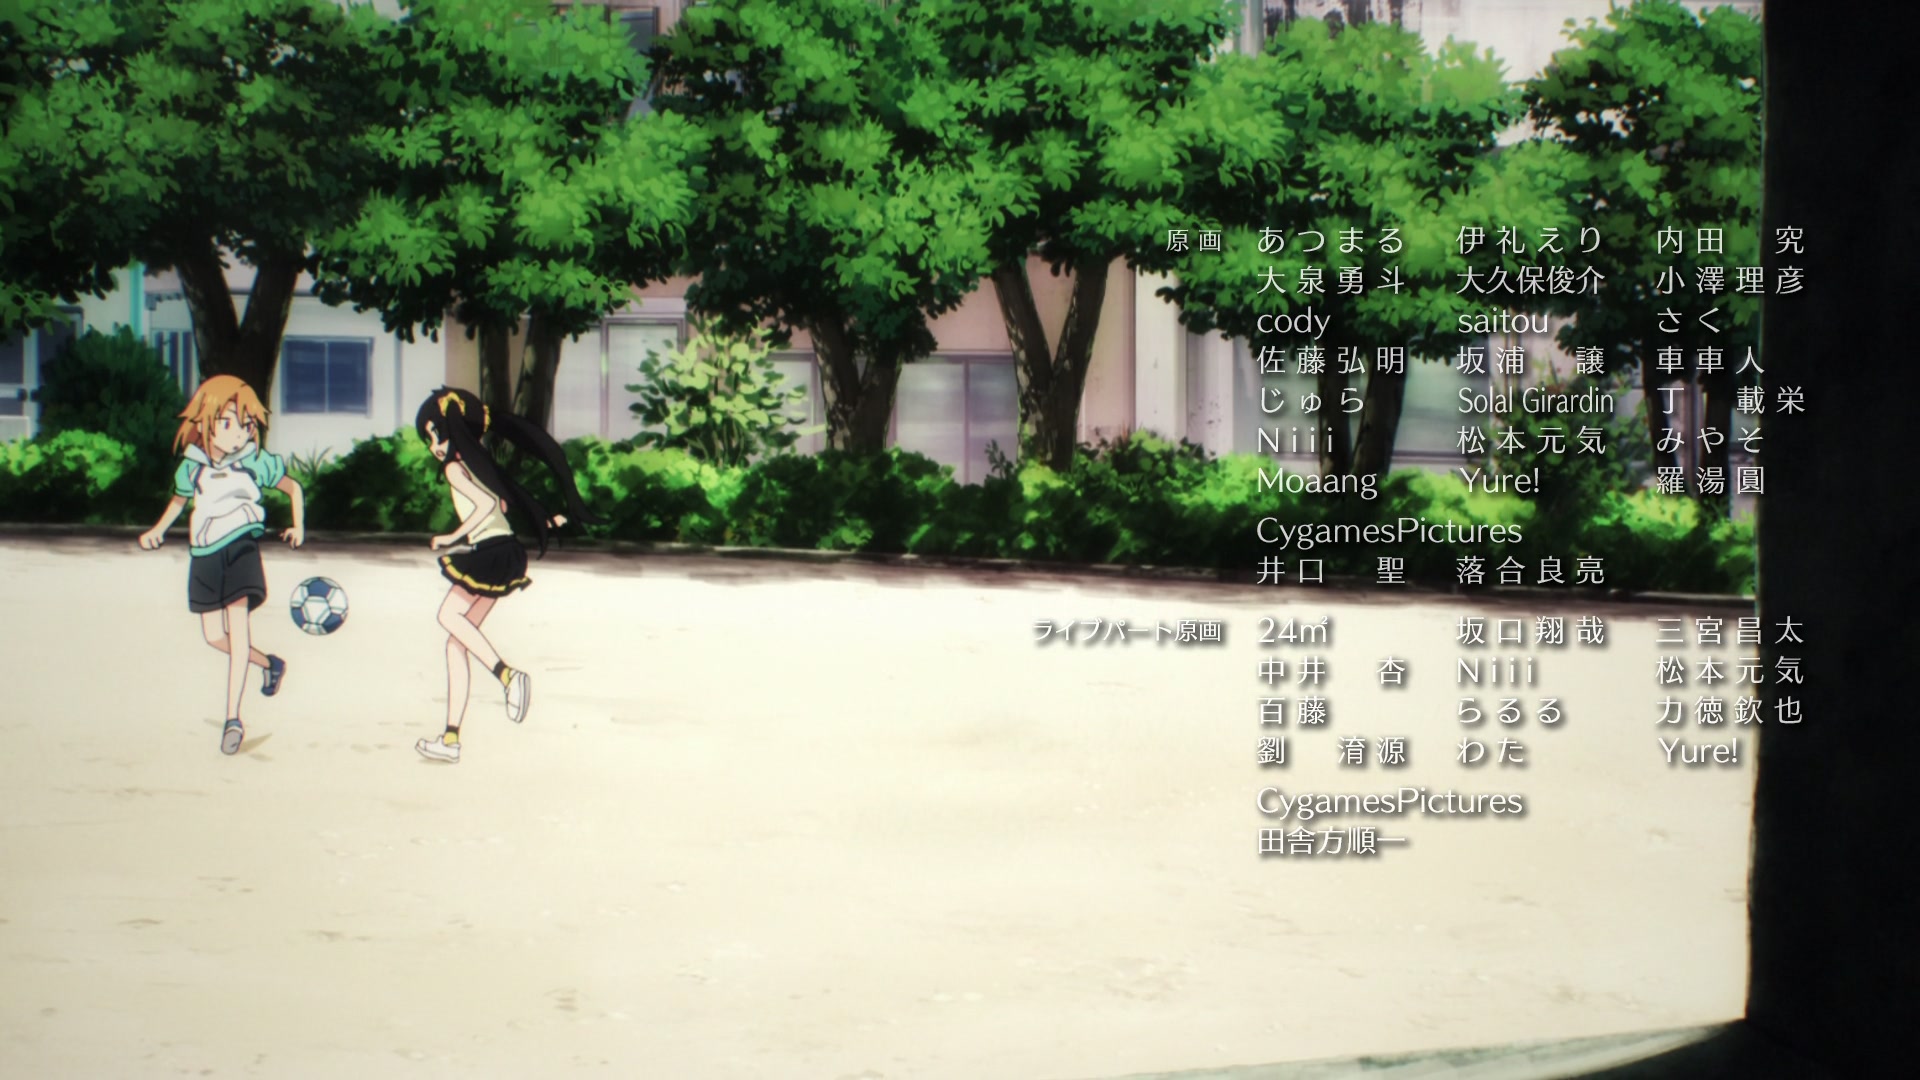 原画 あつまる 伊礼えり 内田 究
大泉勇斗 大久保俊介 小澤理彦
cody saitou さく
佐藤弘明 坂浦 譲 車車人
じゅら Solal Girardin 丁 載栄
Niii 松本元気 みやそ
Moaang Yure! 羅湯圓
CygamesPictures
井口 聖 落合良亮
ライブパート原画 24㎡ 坂口翔哉 三宮昌太
中井 杏 Niii 松本元気
百藤 らるる 力徳欽也
劉 淯源 わた Yure!
CygamesPictures
田舎方順一